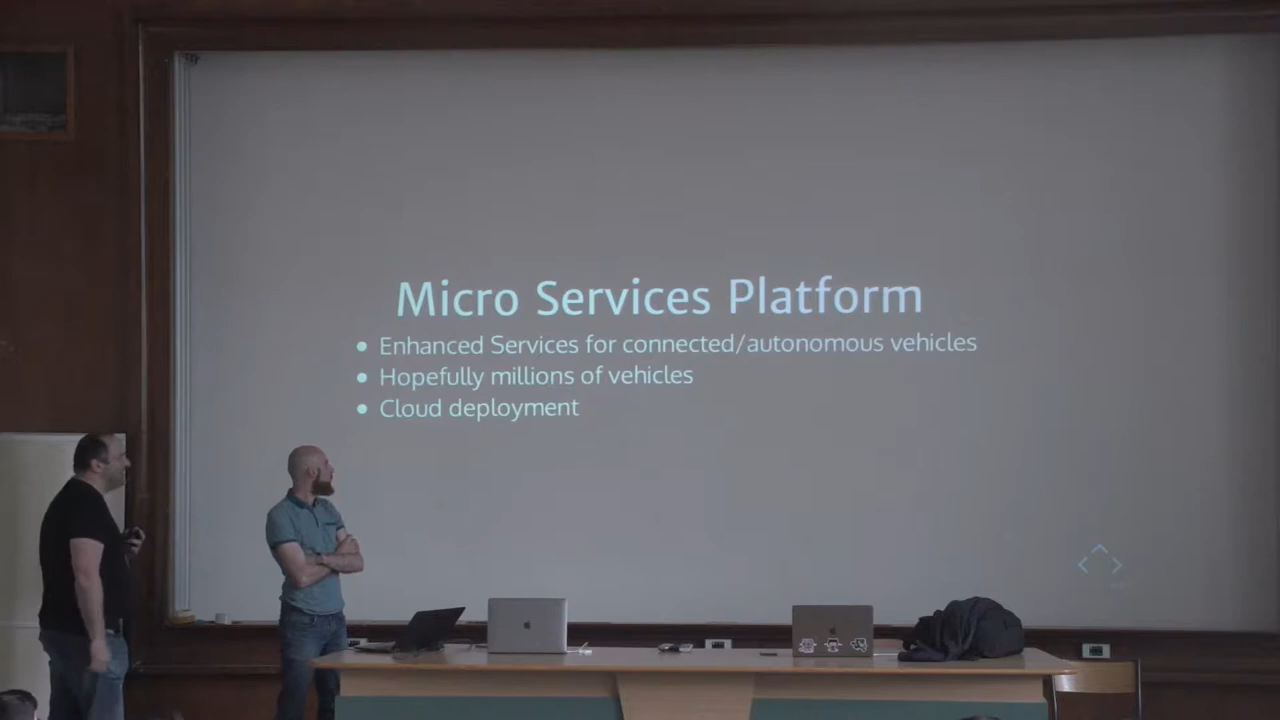 Micro Services Platform
Enhanced Services for connected/autonomous vehicles
Hopefully millions of vehicles
Cloud deployment